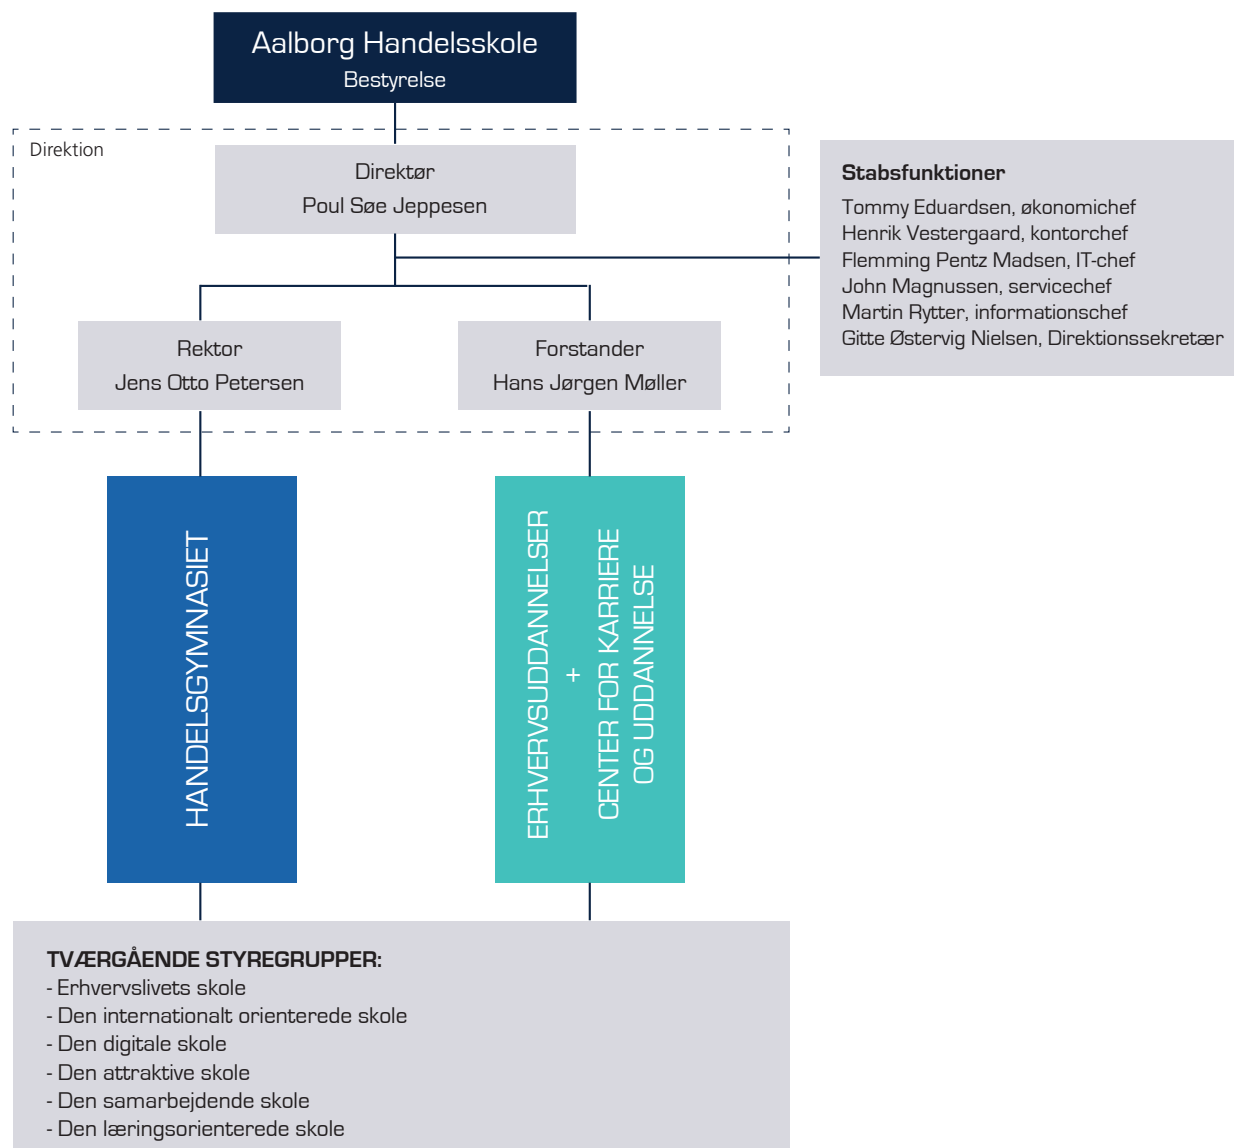 Aalborg Handelsskole
Bestyrelse
Direktion
Direktør
Poul Søe Jeppesen
Stabsfunktioner
Tommy Eduardsen, økonomichef
Henrik Vestergaard, kontorchef
Flemming Pentz Madsen, IT-chef
John Magnussen, servicechef
Martin Rytter, informationschef
Gitte Østervig Nielsen, Direktionssekretær
Rektor
Jens Otto Petersen
Forstander
Hans Jørgen Møller
HANDELSGYMNASIET
ERHVERVSUDDANNELSER
+
CENTER FOR KARRIERE
OG UDDANNELSE
TVÆRGÅENDE STYREGRUPPER:
- Erhvervslivets skole
- Den internationalt orienterede skole
- Den digitale skole
- Den attraktive skole
- Den samarbejdende skole
- Den læringsorienterede skole